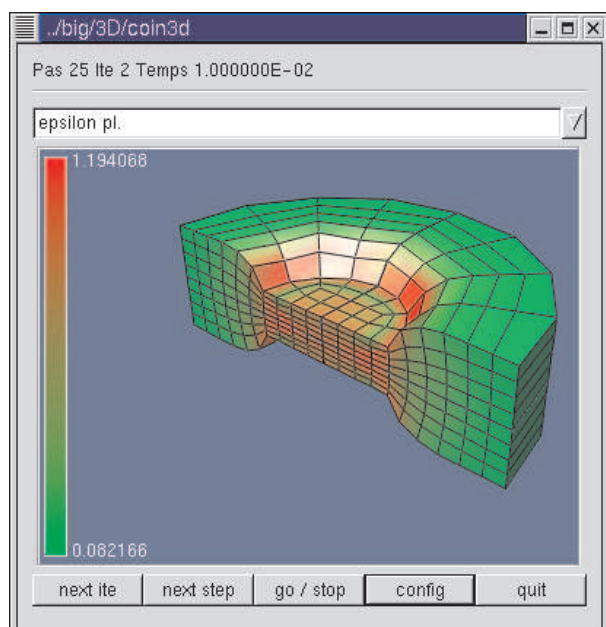 ../big/3D/coin3d
Pas 25 Ite 2 Temps 1.000000E-02
epsilon pl.
1.194068
0.082166
next ite next step go / stop config quit